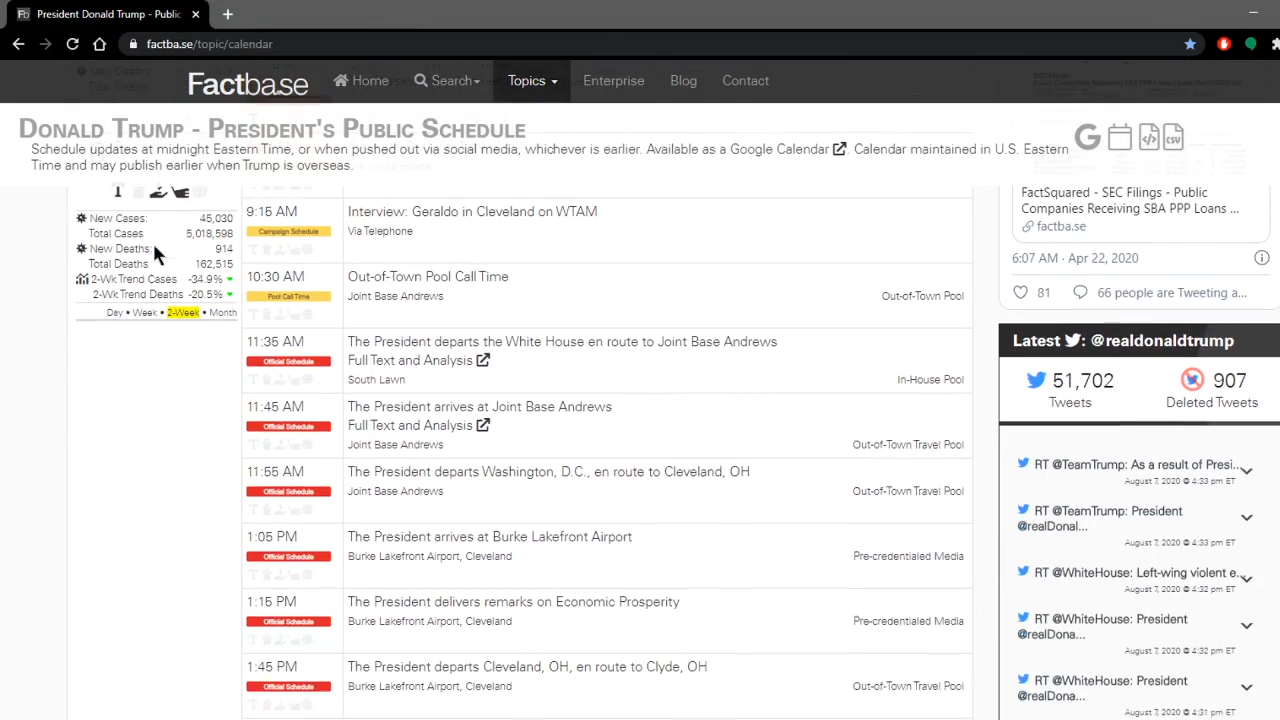 President Donald Trump - Public
factba.se/topic/calendar
Factba.se
Home
Search
Topics
Enterprise
Blog
Contact
Donald Trump - President's Public Schedule
Schedule updates at midnight Eastern Time, or when pushed out via social media, whichever is earlier. Available as a Google Calendar. Calendar maintained in U.S. Eastern
Time and may publish earlier when Trump is overseas.
New Cases: 45,030
Total Cases 5,018,598
New Deaths: 914
Total Deaths 162,515
2-Wk Trend Cases -34.9%
2-Wk Trend Deaths -20.5%
Day • Week • 2-Week • Month
9:15 AM
Campaign Schedule
Interview: Geraldo in Cleveland on WTAM
Via Telephone
10:30 AM
Pool Call Time
Out-of-Town Pool Call Time
Joint Base Andrews
Out-of-Town Pool
11:35 AM
Official Schedule
The President departs the White House en route to Joint Base Andrews
Full Text and Analysis
South Lawn
In-House Pool
11:45 AM
Official Schedule
The President arrives at Joint Base Andrews
Full Text and Analysis
Joint Base Andrews
Out-of-Town Travel Pool
11:55 AM
Official Schedule
The President departs Washington, D.C., en route to Cleveland, OH
Joint Base Andrews
Out-of-Town Travel Pool
1:05 PM
Official Schedule
The President arrives at Burke Lakefront Airport
Burke Lakefront Airport, Cleveland
Pre-credentialed Media
1:15 PM
Official Schedule
The President delivers remarks on Economic Prosperity
Burke Lakefront Airport, Cleveland
Pre-credentialed Media
1:45 PM
Official Schedule
The President departs Cleveland, OH, en route to Clyde, OH
Burke Lakefront Airport, Cleveland
Out-of-Town Travel Pool
FactSquared - SEC Filings - Public
Companies Receiving SBA PPP Loans ...
factba.se
6:07 AM · Apr 22, 2020
81
66 people are Tweeting a...
Latest : @realdonaldtrump
51,702
Tweets
907
Deleted Tweets
RT @TeamTrump: As a result of Presi...
August 7, 2020 @ 4:33 pm ET
RT @TeamTrump: President
@realDonal...
August 7, 2020 @ 4:33 pm ET
RT @WhiteHouse: Left-wing violent e...
August 7, 2020 @ 4:32 pm ET
RT @WhiteHouse: President
@realDona...
August 7, 2020 @ 4:32 pm ET
RT @WhiteHouse: President
@realDona...
August 7, 2020 @ 4:31 pm ET